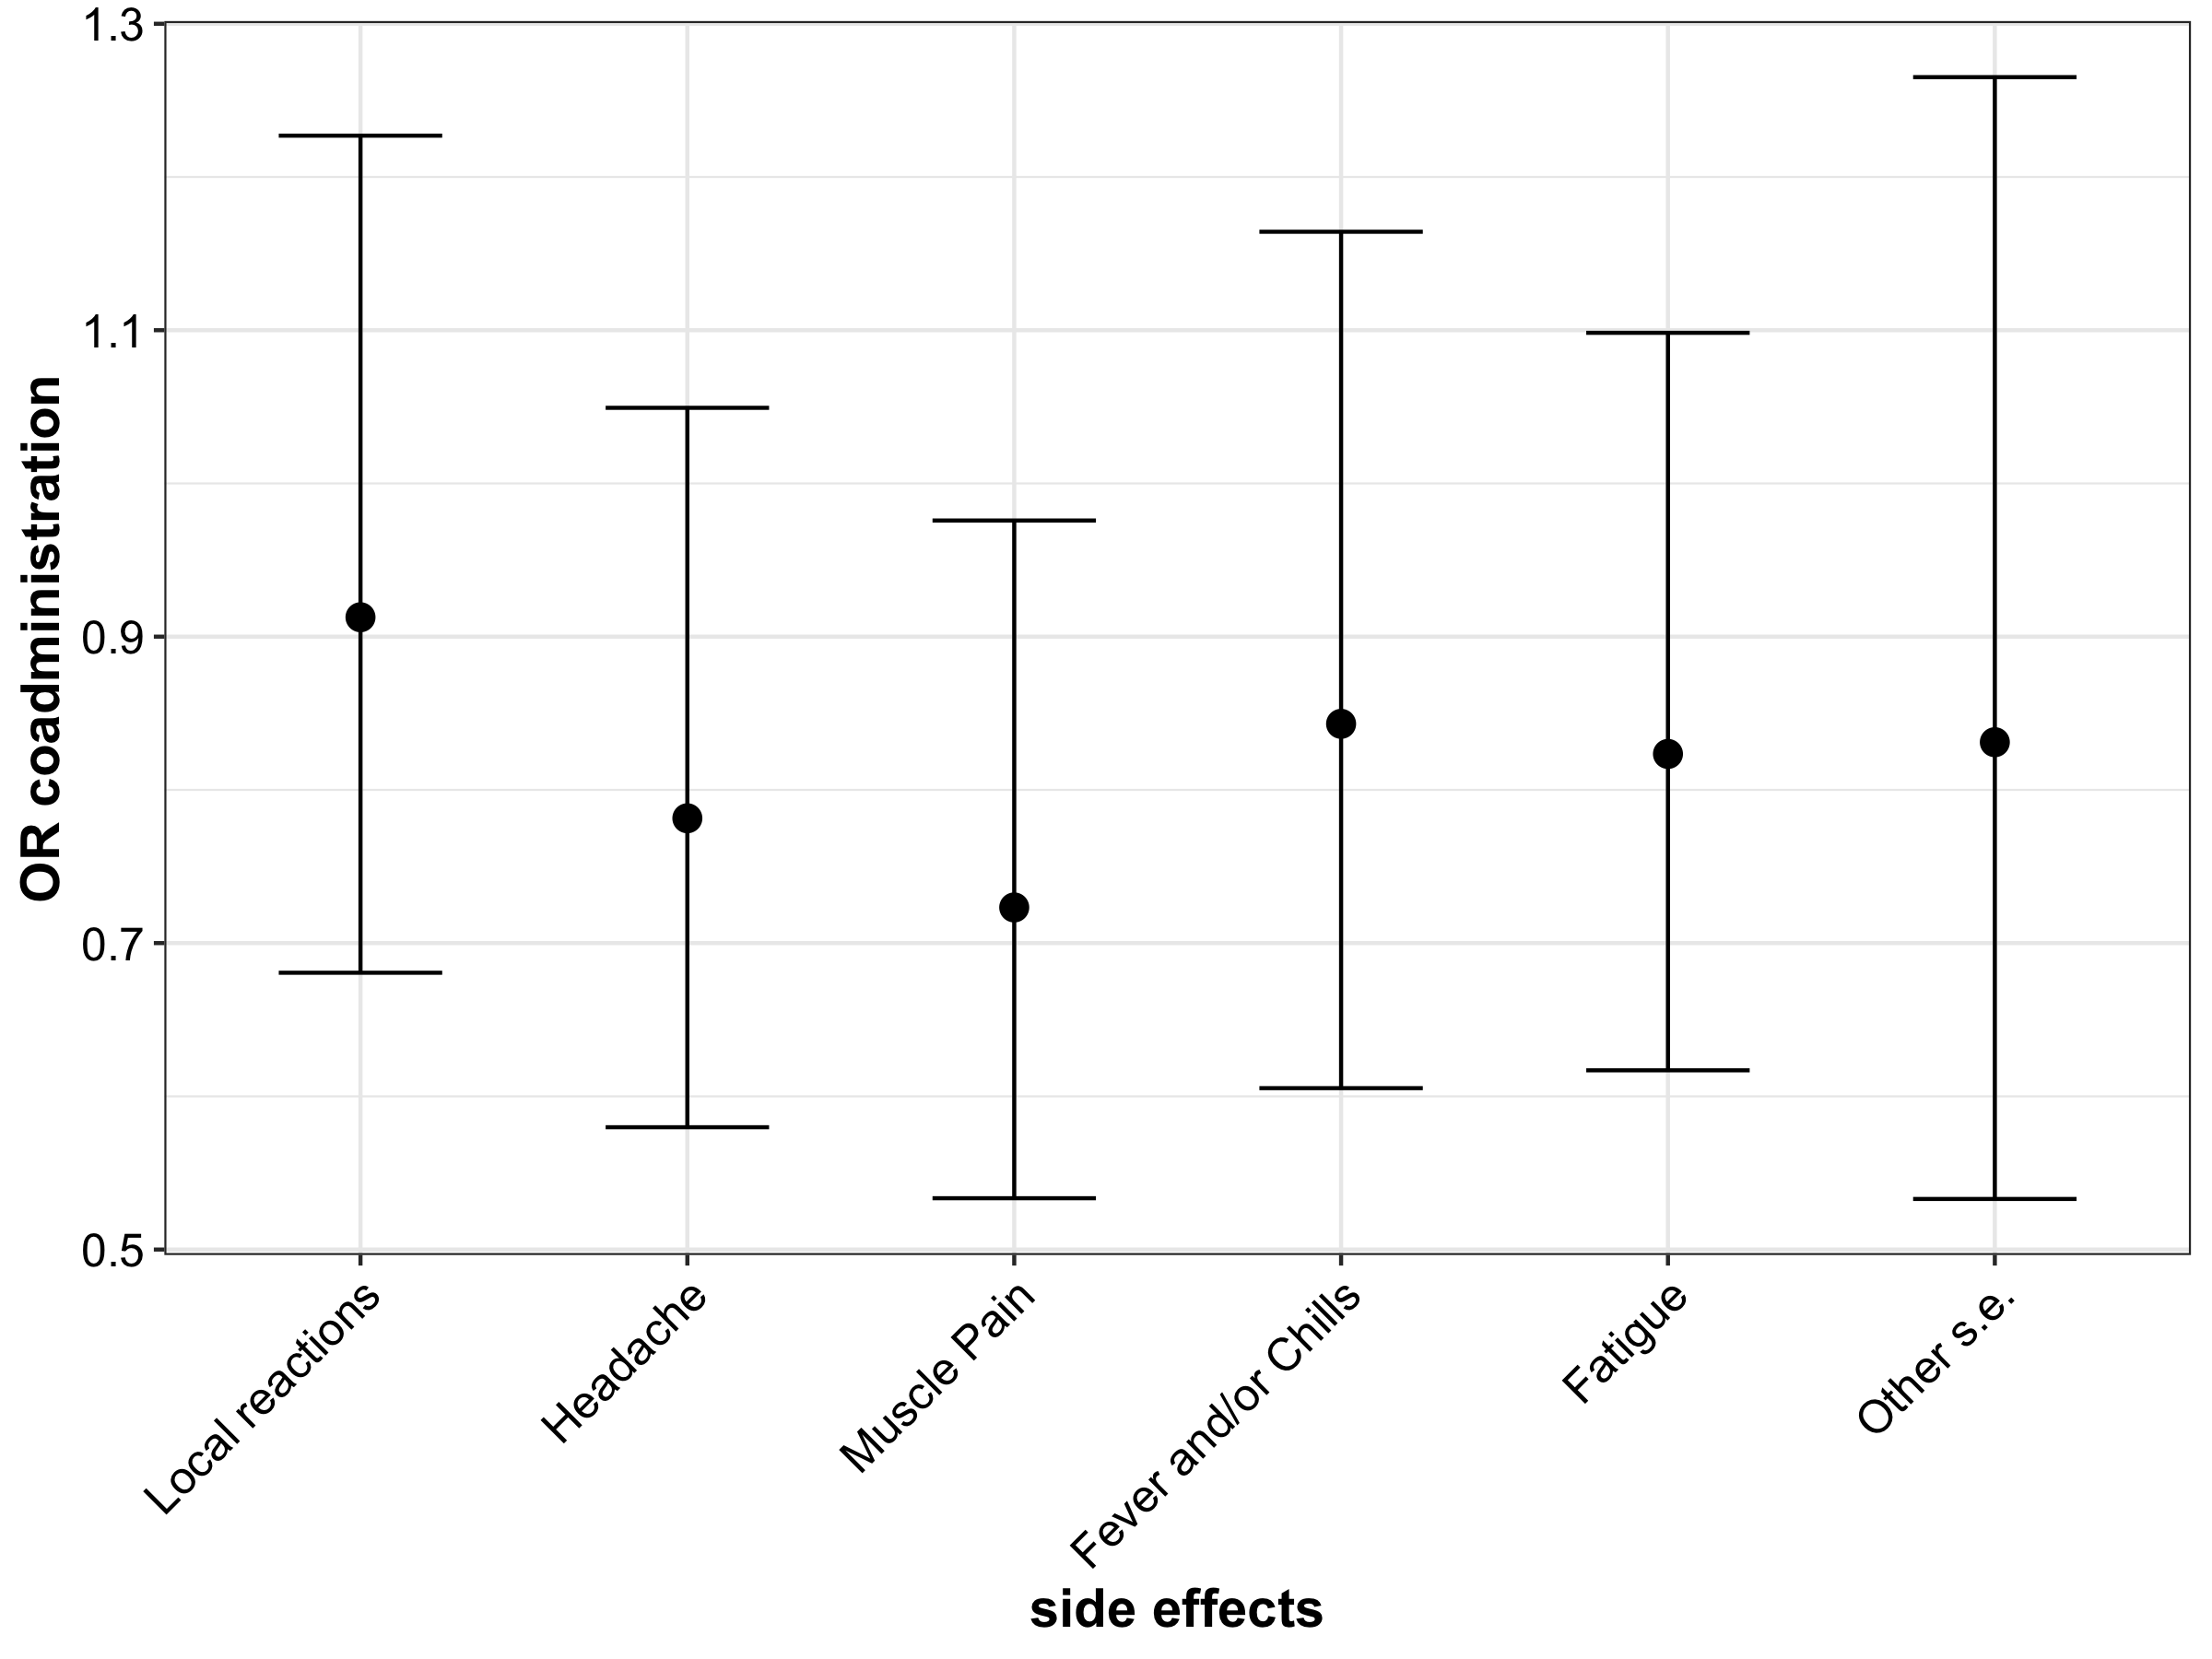 OR coadministration
1.3
1.1
0.9
0.7
0.5
Local reactions
Headache
Muscle Pain
Fever and/or Chills
Fatigue
Other s.e.
side effects